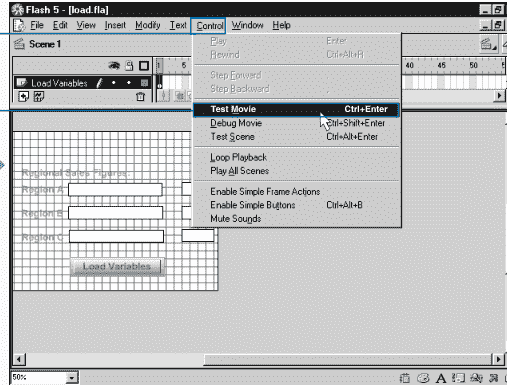 Flash 5 - [load.fla]
File Edit View Insert Modify Text Control Window Help
Scene 1
Play Enter
Rewind Ctrl+Alt+R
Step Forward
Step Backward
Test Movie Ctrl+Enter
Debug Movie Ctrl+Shift+Enter
Test Scene Ctrl+Alt+Enter
Loop Playback
Play All Scenes
Enable Simple Frame Actions
Enable Simple Buttons Ctrl+Alt+B
Mute Sounds
1 5 40 45 50
Load Variables
Regional Sales Figures:
Region A
Region B
Region C
Load Variables
50%